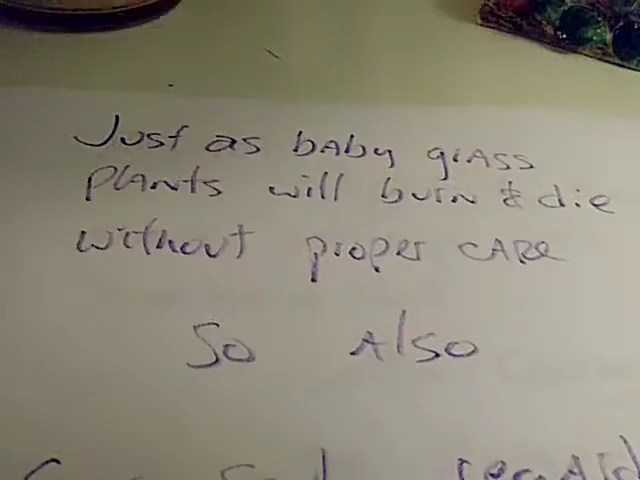 Just as baby grass
plants will burn & die
without proper care
So Also